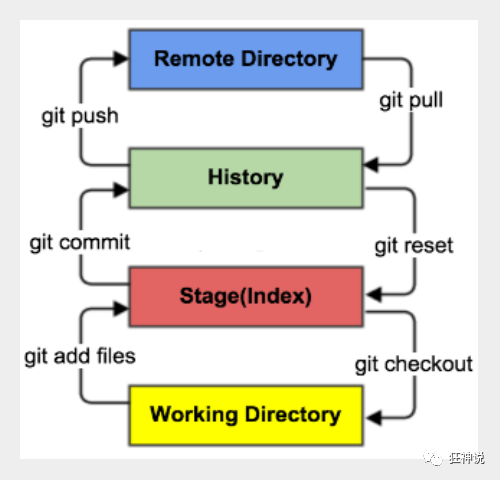 Remote Directory
git push
git pull
History
git commit
git reset
Stage(Index)
git add files
git checkout
Working Directory
狂神说